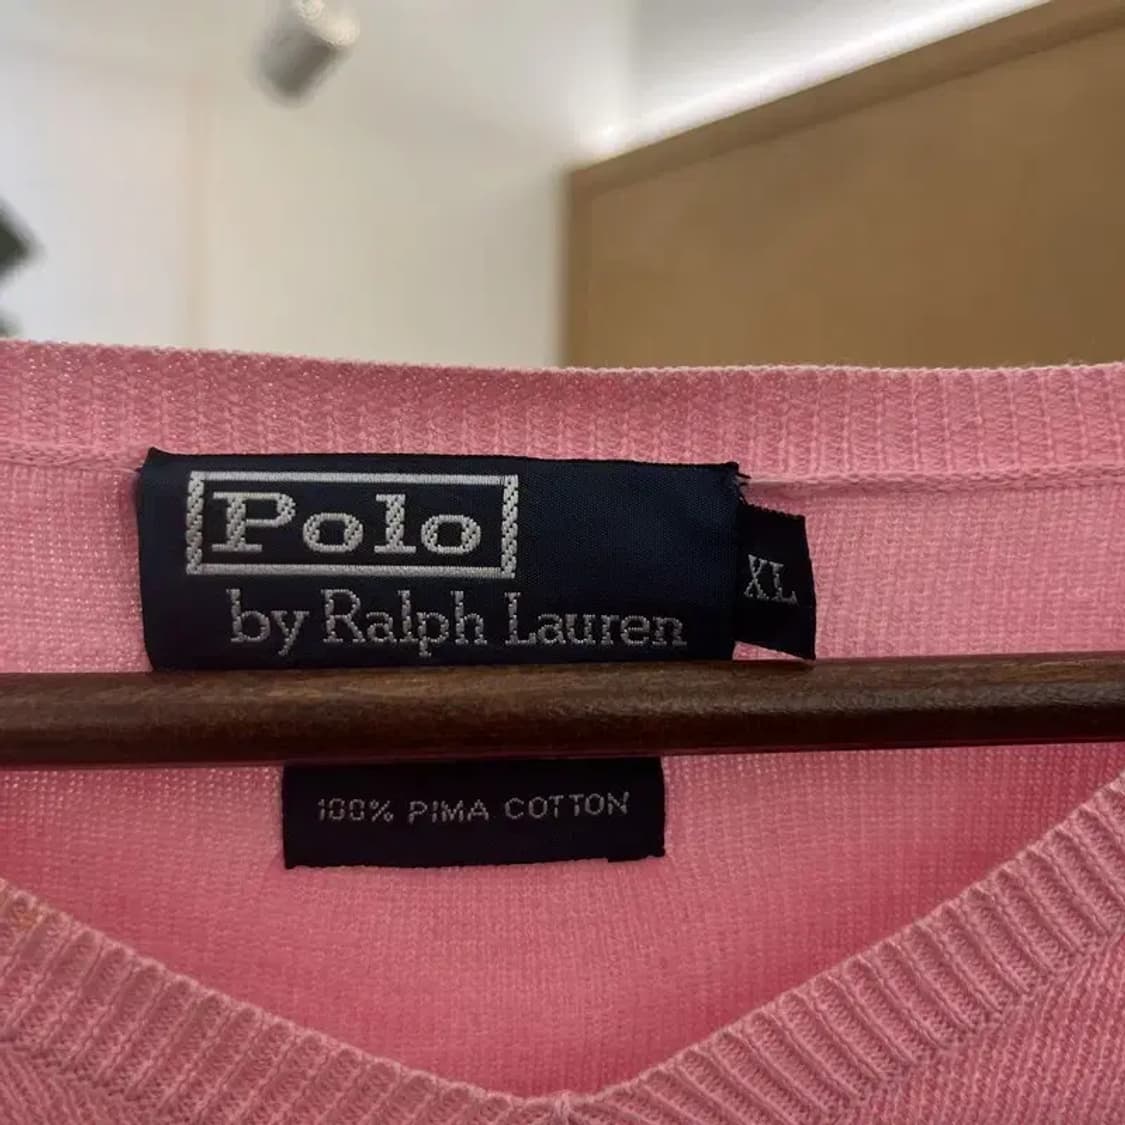 Polo
by Ralph Lauren
XL
100% PIMA COTTON